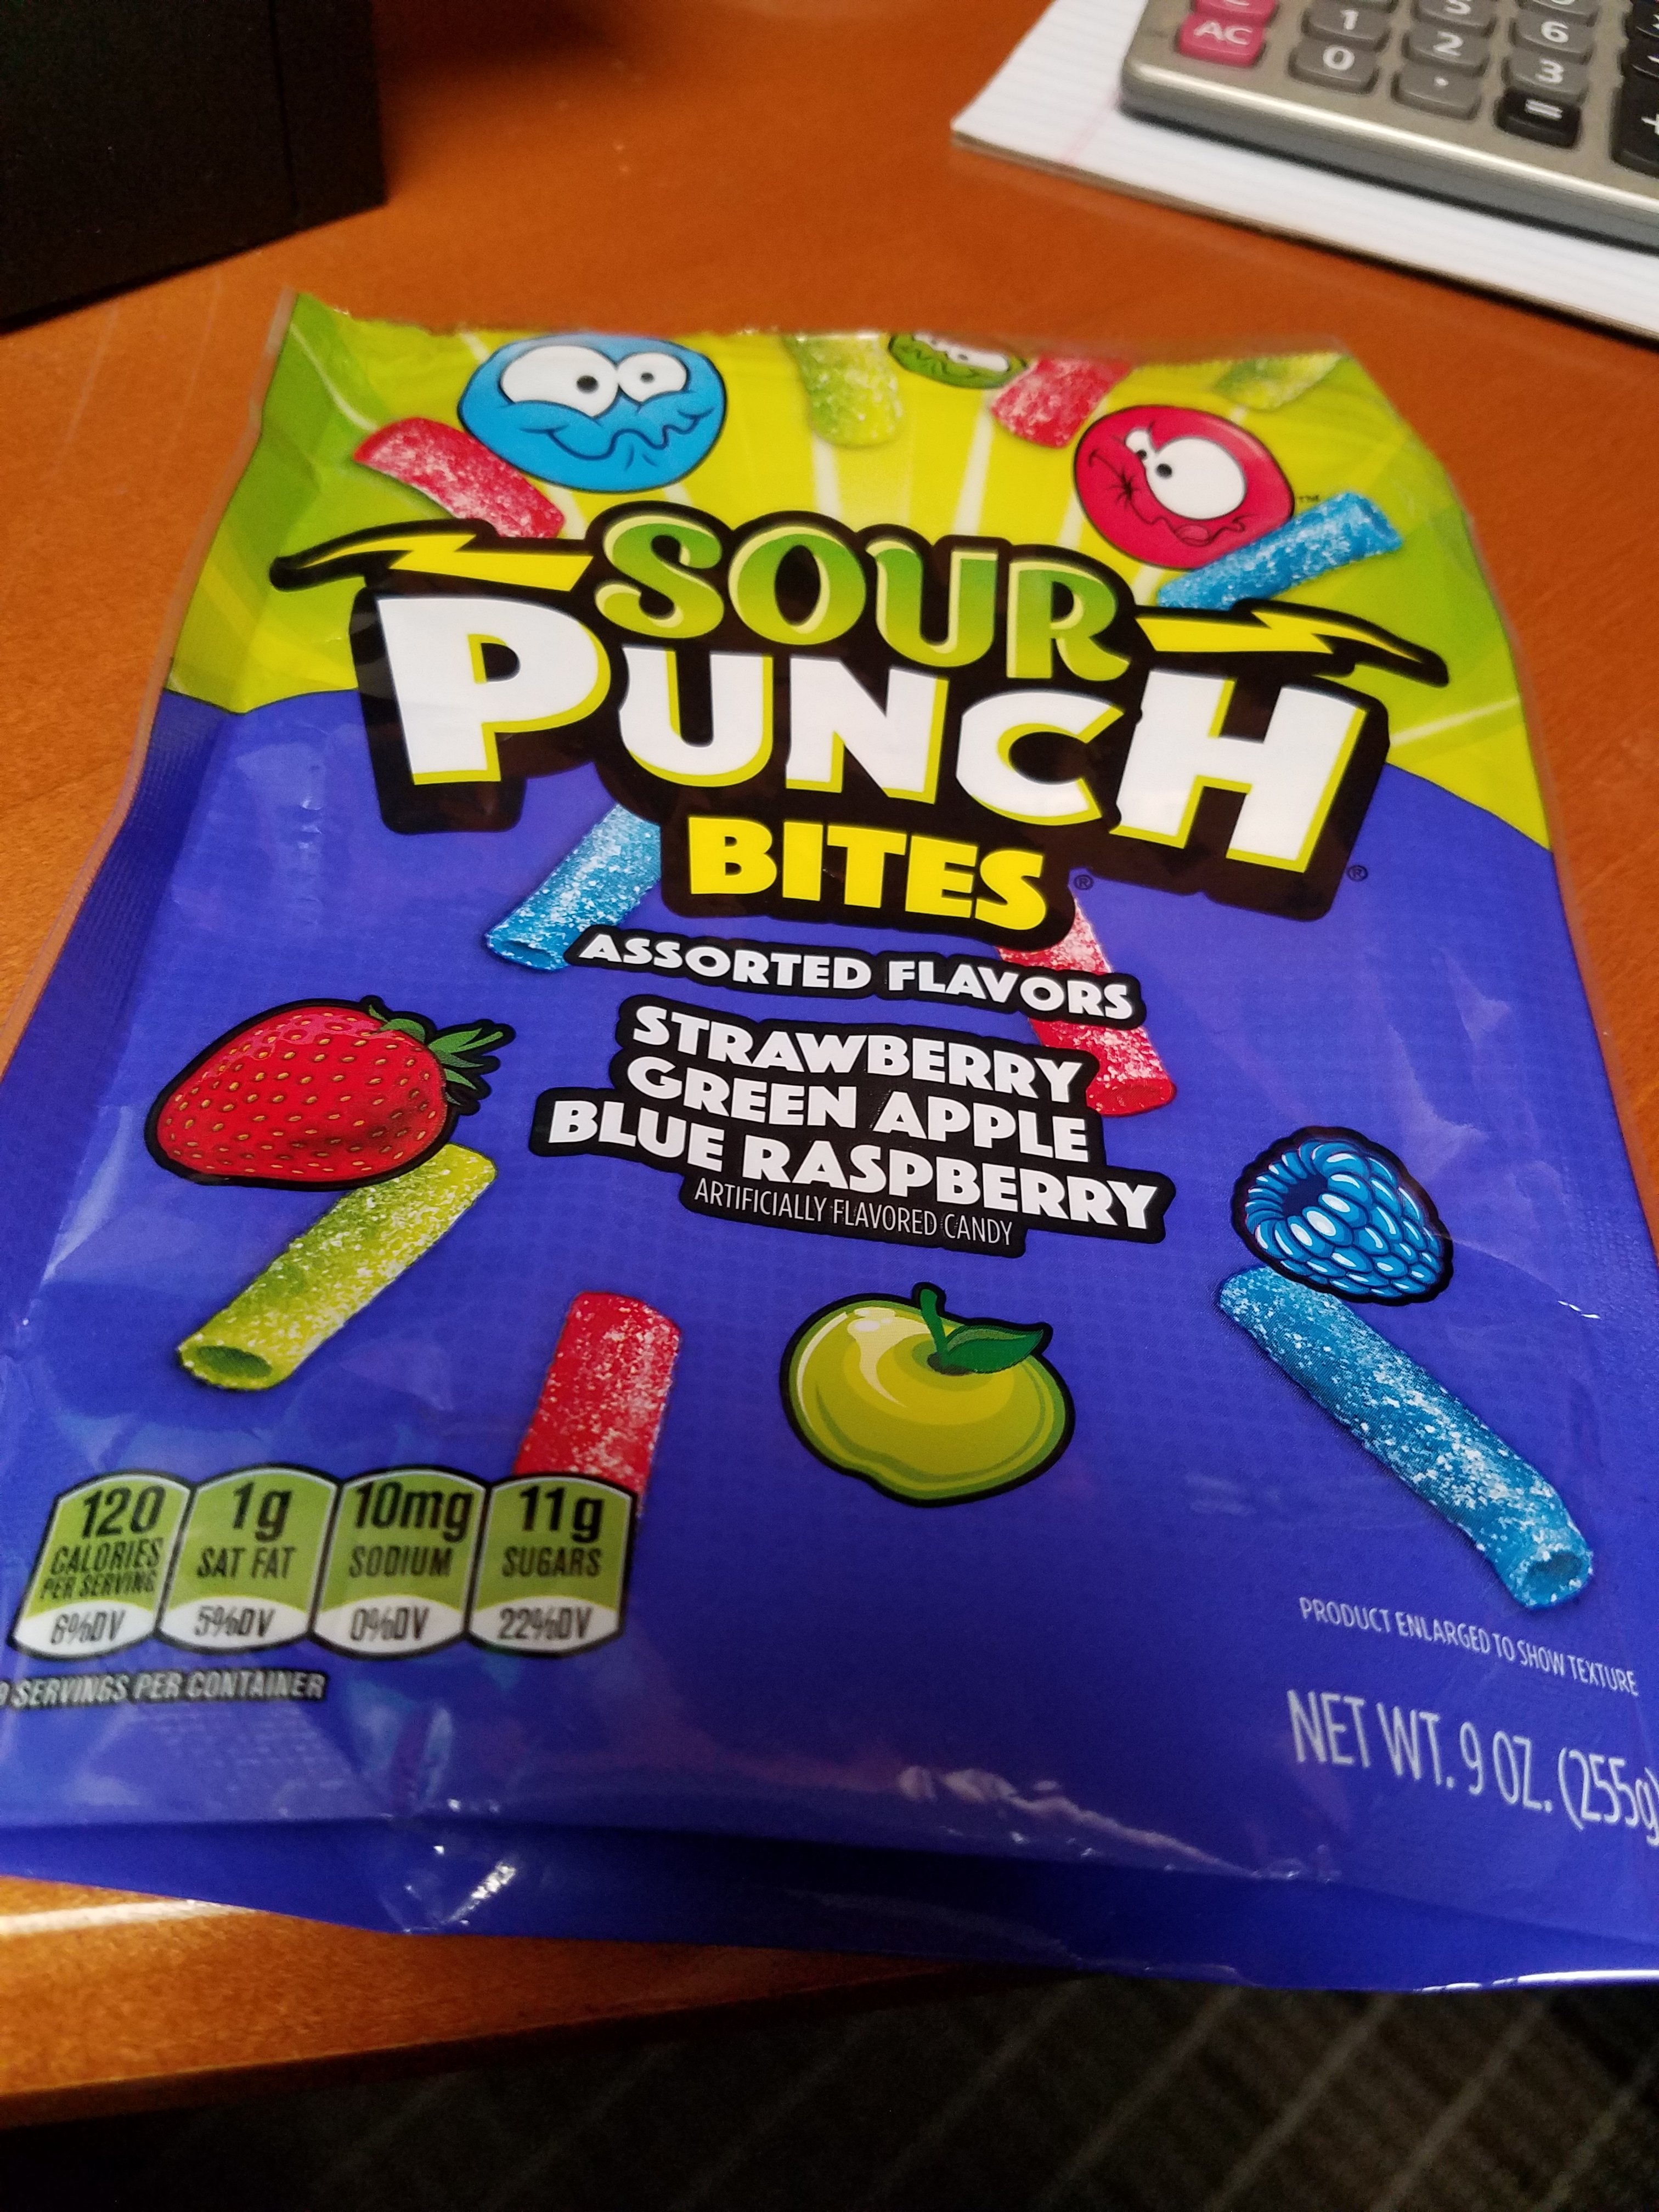 AC
1
2
3
6
0
.
=
+
™
SOUR
PUNCH®
BITES®
ASSORTED FLAVORS
STRAWBERRY
GREEN APPLE
BLUE RASPBERRY
ARTIFICIALLY FLAVORED CANDY
120 CALORIES PER SERVING 6%DV
1g SAT FAT 5%DV
10mg SODIUM 0%DV
11g SUGARS 22%DV
SERVINGS PER CONTAINER
PRODUCT ENLARGED TO SHOW TEXTURE
NET WT. 9 OZ. (255g)